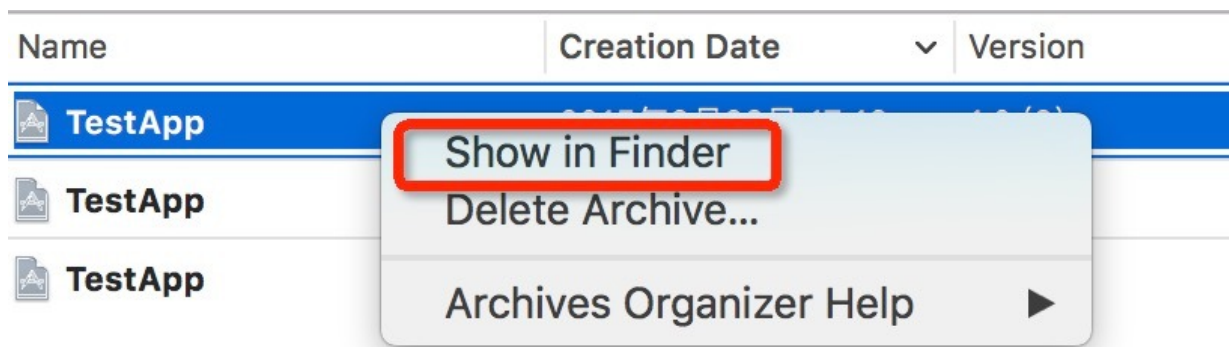 Name Creation Date Version
TestApp
Show in Finder
TestApp
Delete Archive...
TestApp
Archives Organizer Help